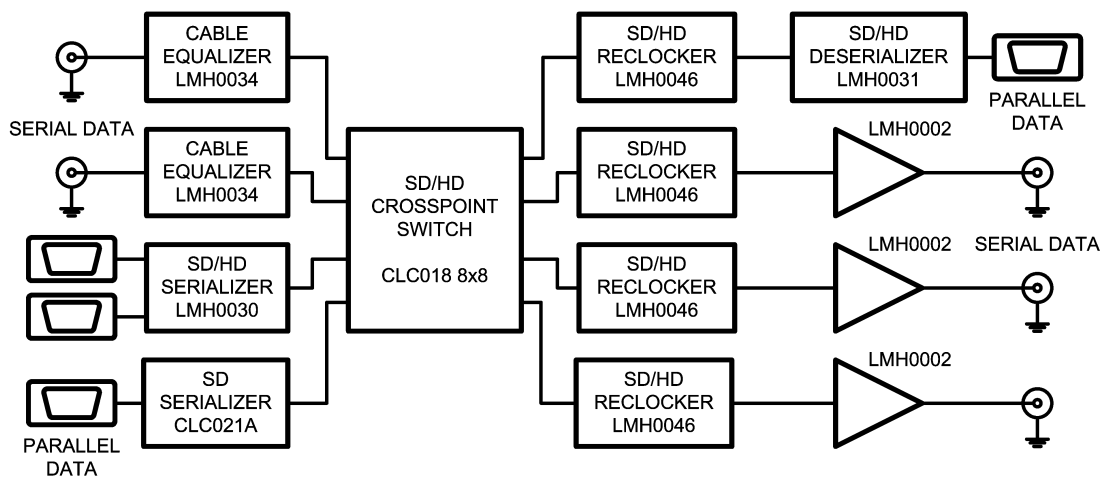 CABLE
EQUALIZER
LMH0034
SERIAL DATA
CABLE
EQUALIZER
LMH0034
SD/HD
SERIALIZER
LMH0030
SD
SERIALIZER
CLC021A
PARALLEL
DATA
SD/HD
CROSSPOINT
SWITCH
CLC018 8x8
SD/HD
RECLOCKER
LMH0046
SD/HD
DESERIALIZER
LMH0031
PARALLEL
DATA
SD/HD
RECLOCKER
LMH0046
LMH0002
SERIAL DATA
SD/HD
RECLOCKER
LMH0046
LMH0002
SD/HD
RECLOCKER
LMH0046
LMH0002